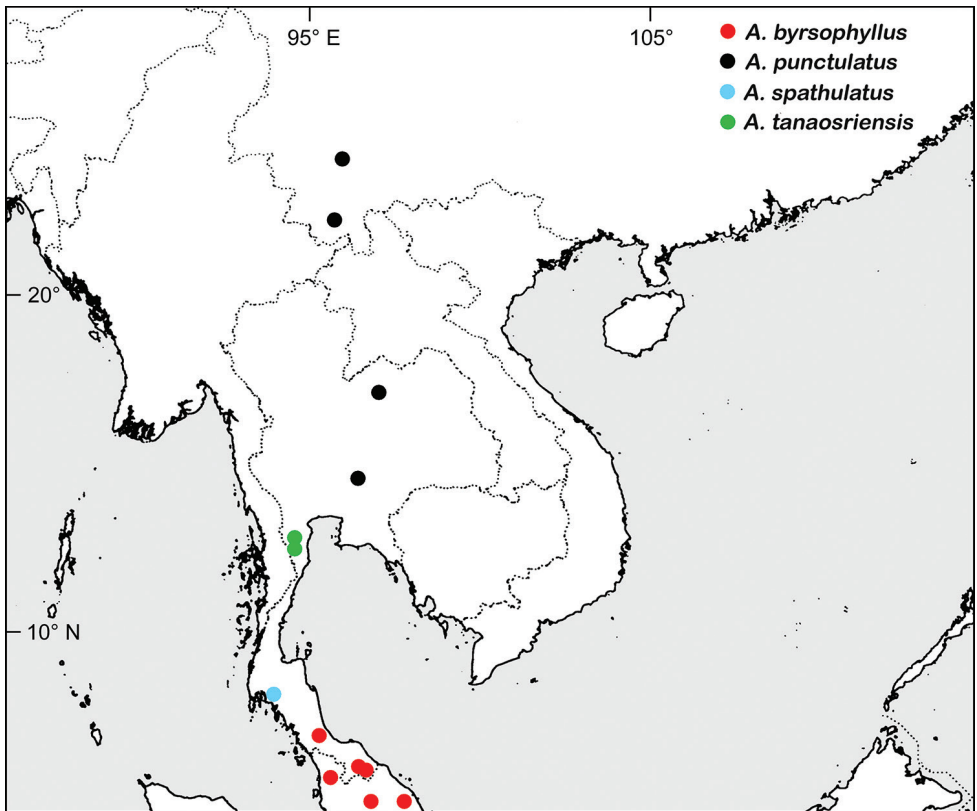 95° E
105°
A. byrsophyllus
A. punctulatus
A. spathulatus
A. tanaosriensis
20°
10° N